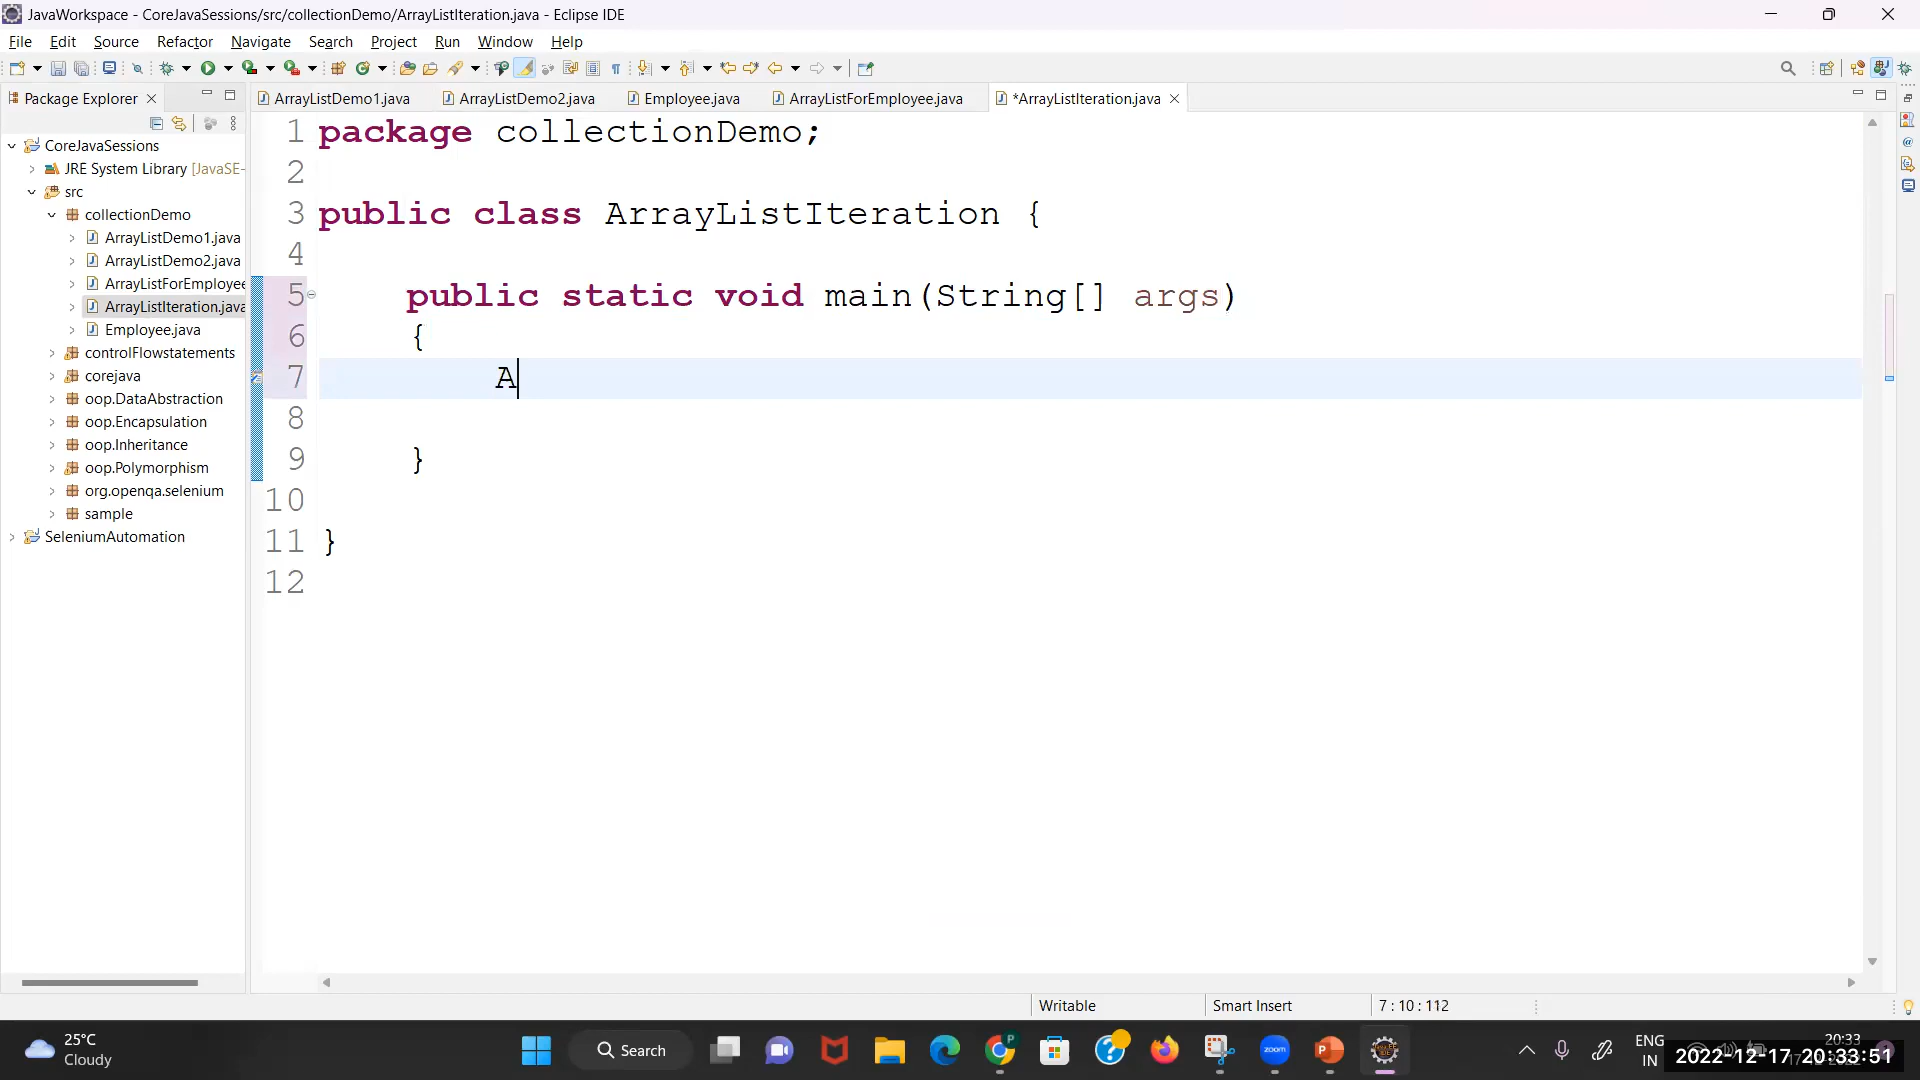 JavaWorkspace - CoreJavaSessions/src/collectionDemo/ArrayListIteration.java - Eclipse IDE
File Edit Source Refactor Navigate Search Project Run Window Help
Package Explorer
ArrayListDemo1.java ArrayListDemo2.java Employee.java ArrayListForEmployee.java *ArrayListIteration.java
CoreJavaSessions
JRE System Library [JavaSE-
src
collectionDemo
ArrayListDemo1.java
ArrayListDemo2.java
ArrayListForEmployee
ArrayListIteration.java
Employee.java
controlFlowstatements
corejava
oop.DataAbstraction
oop.Encapsulation
oop.Inheritance
oop.Polymorphism
org.openqa.selenium
sample
SeleniumAutomation
1 package collectionDemo;
2
3 public class ArrayListIteration {
4
5 public static void main(String[] args)
6 {
7 A
8
9 }
10
11 }
12
Writable Smart Insert 7 : 10 : 112
25°C
Cloudy
Search
zoom
ENG
IN
20:33
2022-12-17 20:33:51